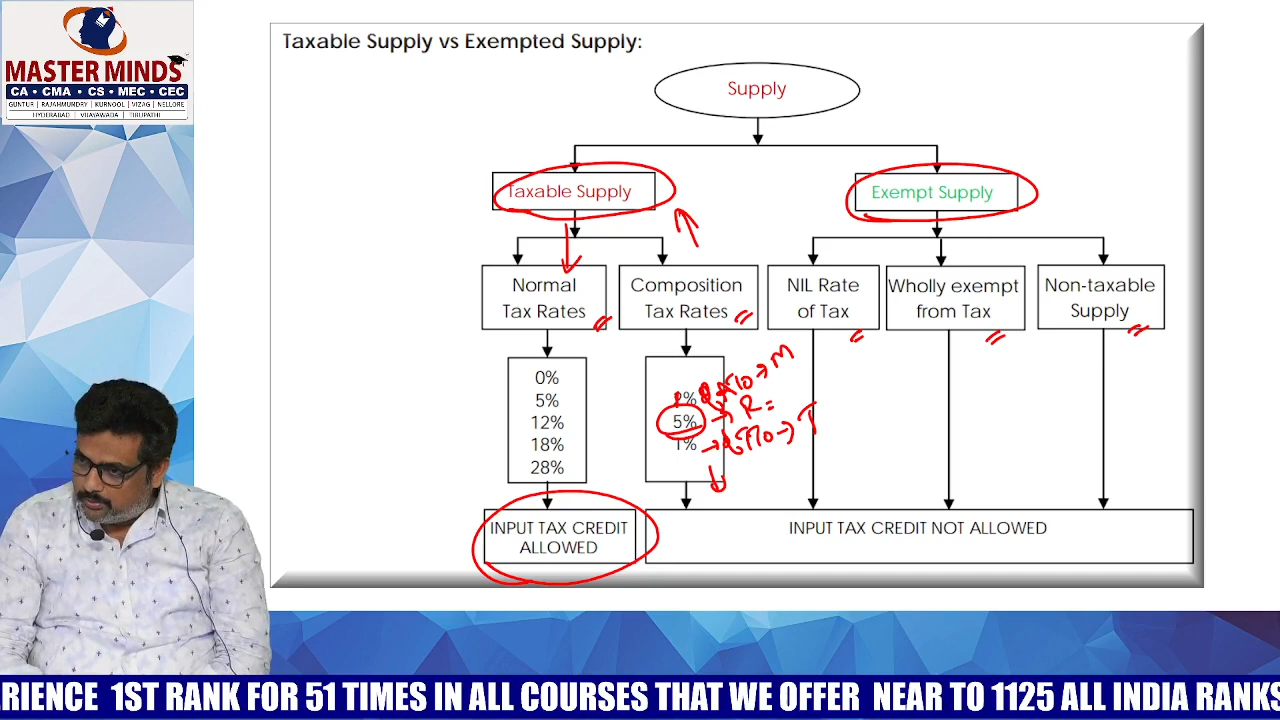 MASTER MINDS
CA • CMA • CS • MEC • CEC
GUNTUR | RAJAHMUNDRY | KURNOOL | VIZAG | NELLORE
HYDERABAD | VIJAYAWADA | TIRUPATHI
Taxable Supply vs Exempted Supply:
Supply
Taxable Supply
Exempt Supply
Normal
Tax Rates
Composition
Tax Rates
NIL Rate
of Tax
Wholly exempt
from Tax
Non-taxable
Supply
0%
5%
12%
18%
28%
5%
1%
M
R
T
INPUT TAX CREDIT
ALLOWED
INPUT TAX CREDIT NOT ALLOWED
RIENCE 1ST RANK FOR 51 TIMES IN ALL COURSES THAT WE OFFER NEAR TO 1125 ALL INDIA RANKS